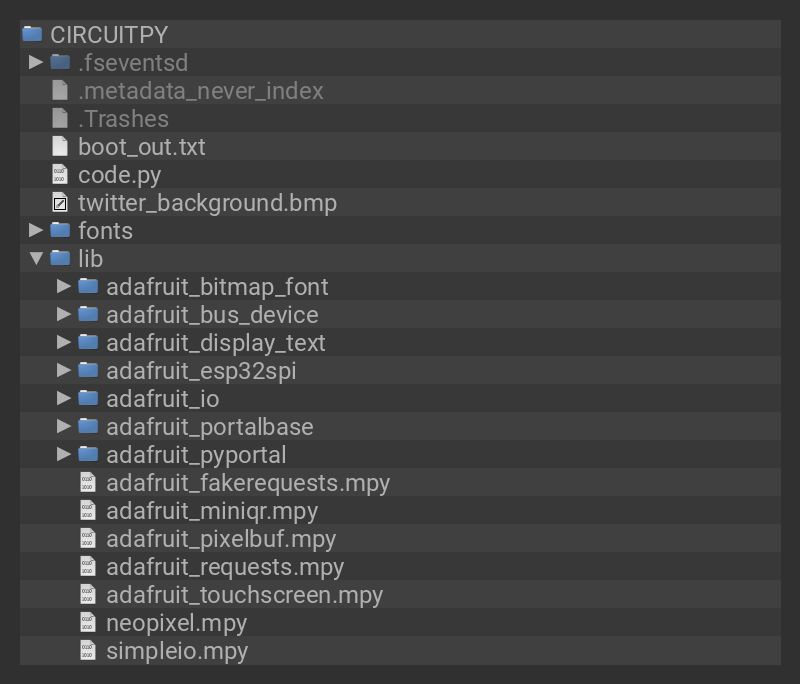 CIRCUITPY
.fseventsd
.metadata_never_index
.Trashes
boot_out.txt
code.py
twitter_background.bmp
fonts
lib
adafruit_bitmap_font
adafruit_bus_device
adafruit_display_text
adafruit_esp32spi
adafruit_io
adafruit_portalbase
adafruit_pyportal
adafruit_fakerequests.mpy
adafruit_miniqr.mpy
adafruit_pixelbuf.mpy
adafruit_requests.mpy
adafruit_touchscreen.mpy
neopixel.mpy
simpleio.mpy